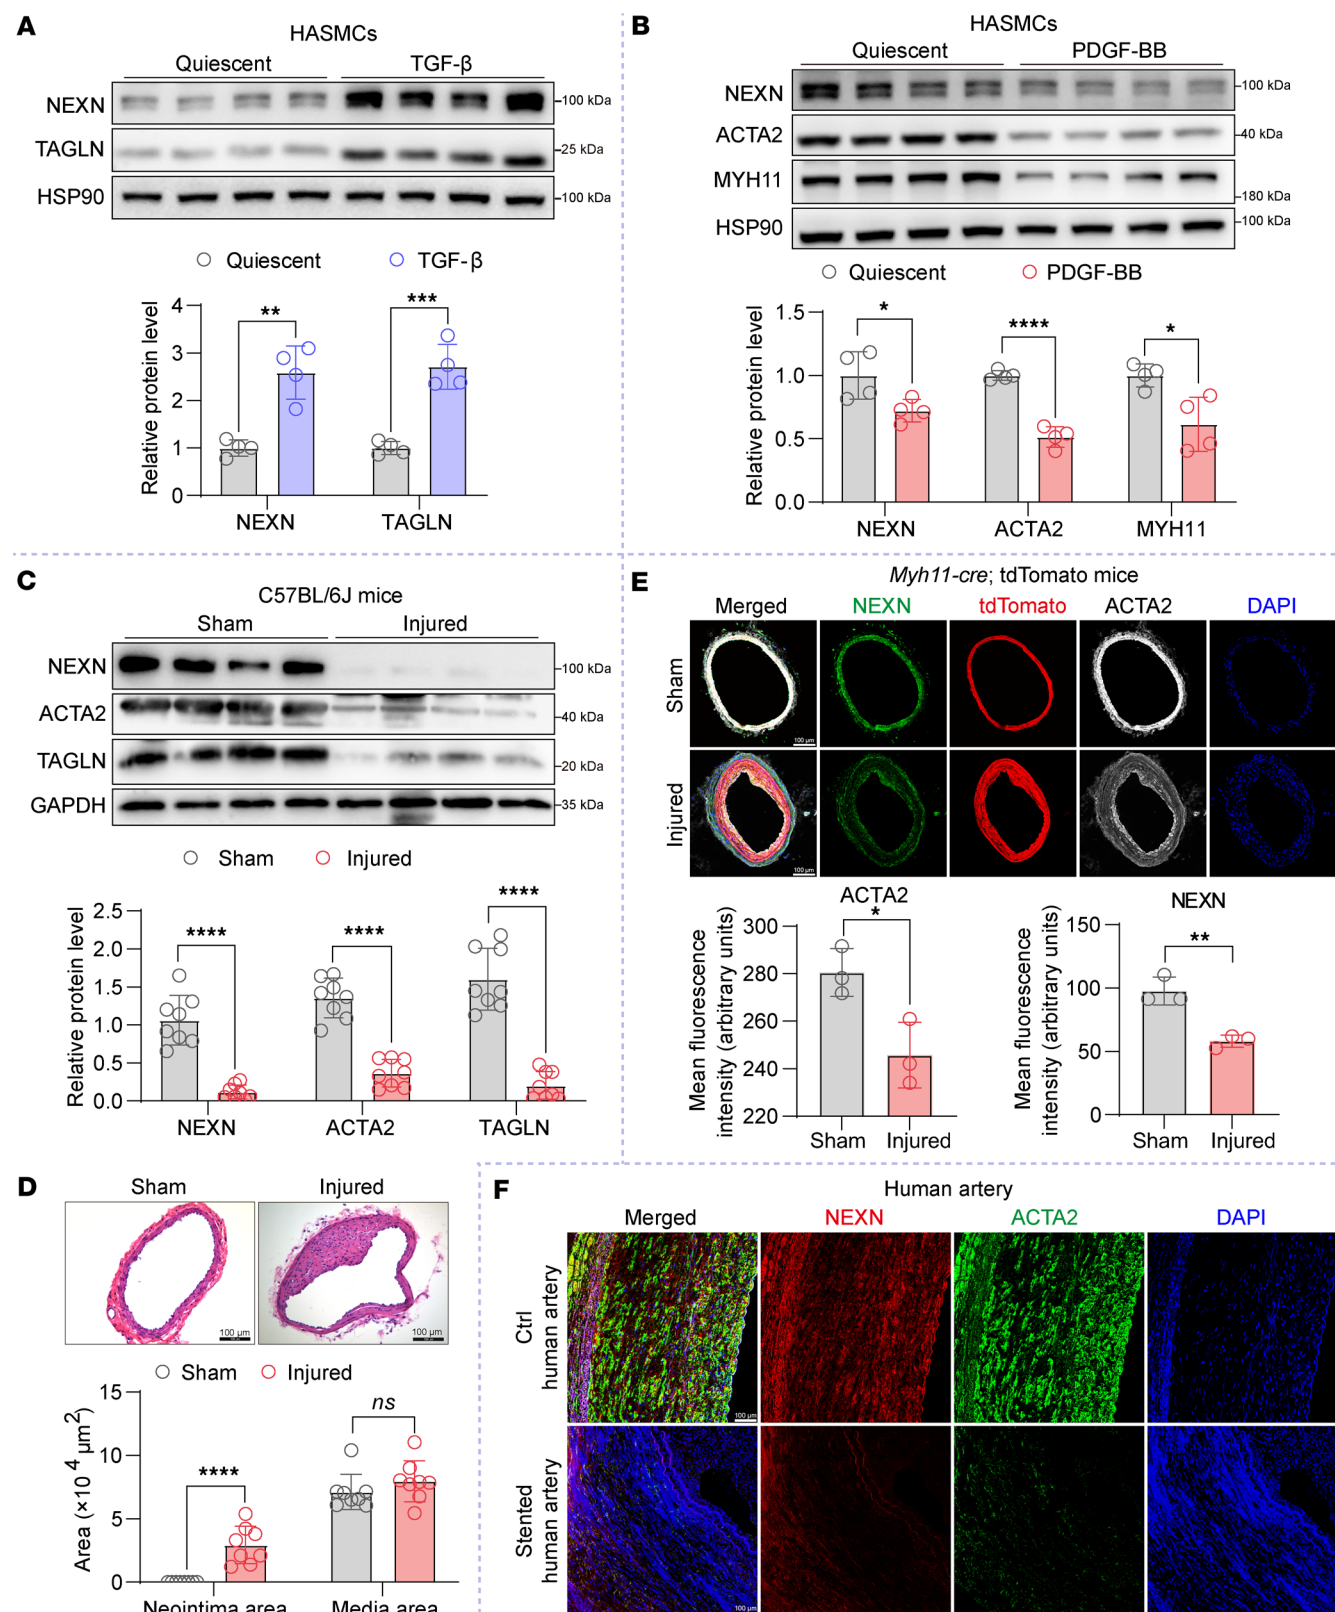 A
HASMCs
Quiescent TGF-β
NEXN
100 kDa
TAGLN
25 kDa
HSP90
100 kDa
Quiescent TGF-β
Relative protein level
4
3
2
1
0
** ***
NEXN TAGLN
B
HASMCs
Quiescent PDGF-BB
NEXN
100 kDa
ACTA2
40 kDa
MYH11
180 kDa
HSP90
100 kDa
Quiescent PDGF-BB
Relative protein level
1.5
1.0
0.5
0.0
* **** *
NEXN ACTA2 MYH11
C
C57BL/6J mice
Sham Injured
NEXN
100 kDa
ACTA2
40 kDa
TAGLN
20 kDa
GAPDH
35 kDa
Sham Injured
Relative protein level
2.5
2.0
1.5
1.0
0.5
0.0
**** **** ****
NEXN ACTA2 TAGLN
E
Myh11-cre; tdTomato mice
Merged NEXN tdTomato ACTA2 DAPI
Sham
100 µm
Injured
100 µm
ACTA2
Mean fluorescence
intensity (arbitrary units)
300
280
260
240
220
*
Sham Injured
NEXN
Mean fluorescence
intensity (arbitrary units)
150
100
50
0
**
Sham Injured
D
Sham Injured
100 µm
100 µm
Sham Injured
Area (×10⁴ µm²)
15
10
5
0
**** ns
Neointima area Media area
F
Human artery
Merged NEXN ACTA2 DAPI
Ctrl
human artery
100 µm
Stented
human artery
100 µm